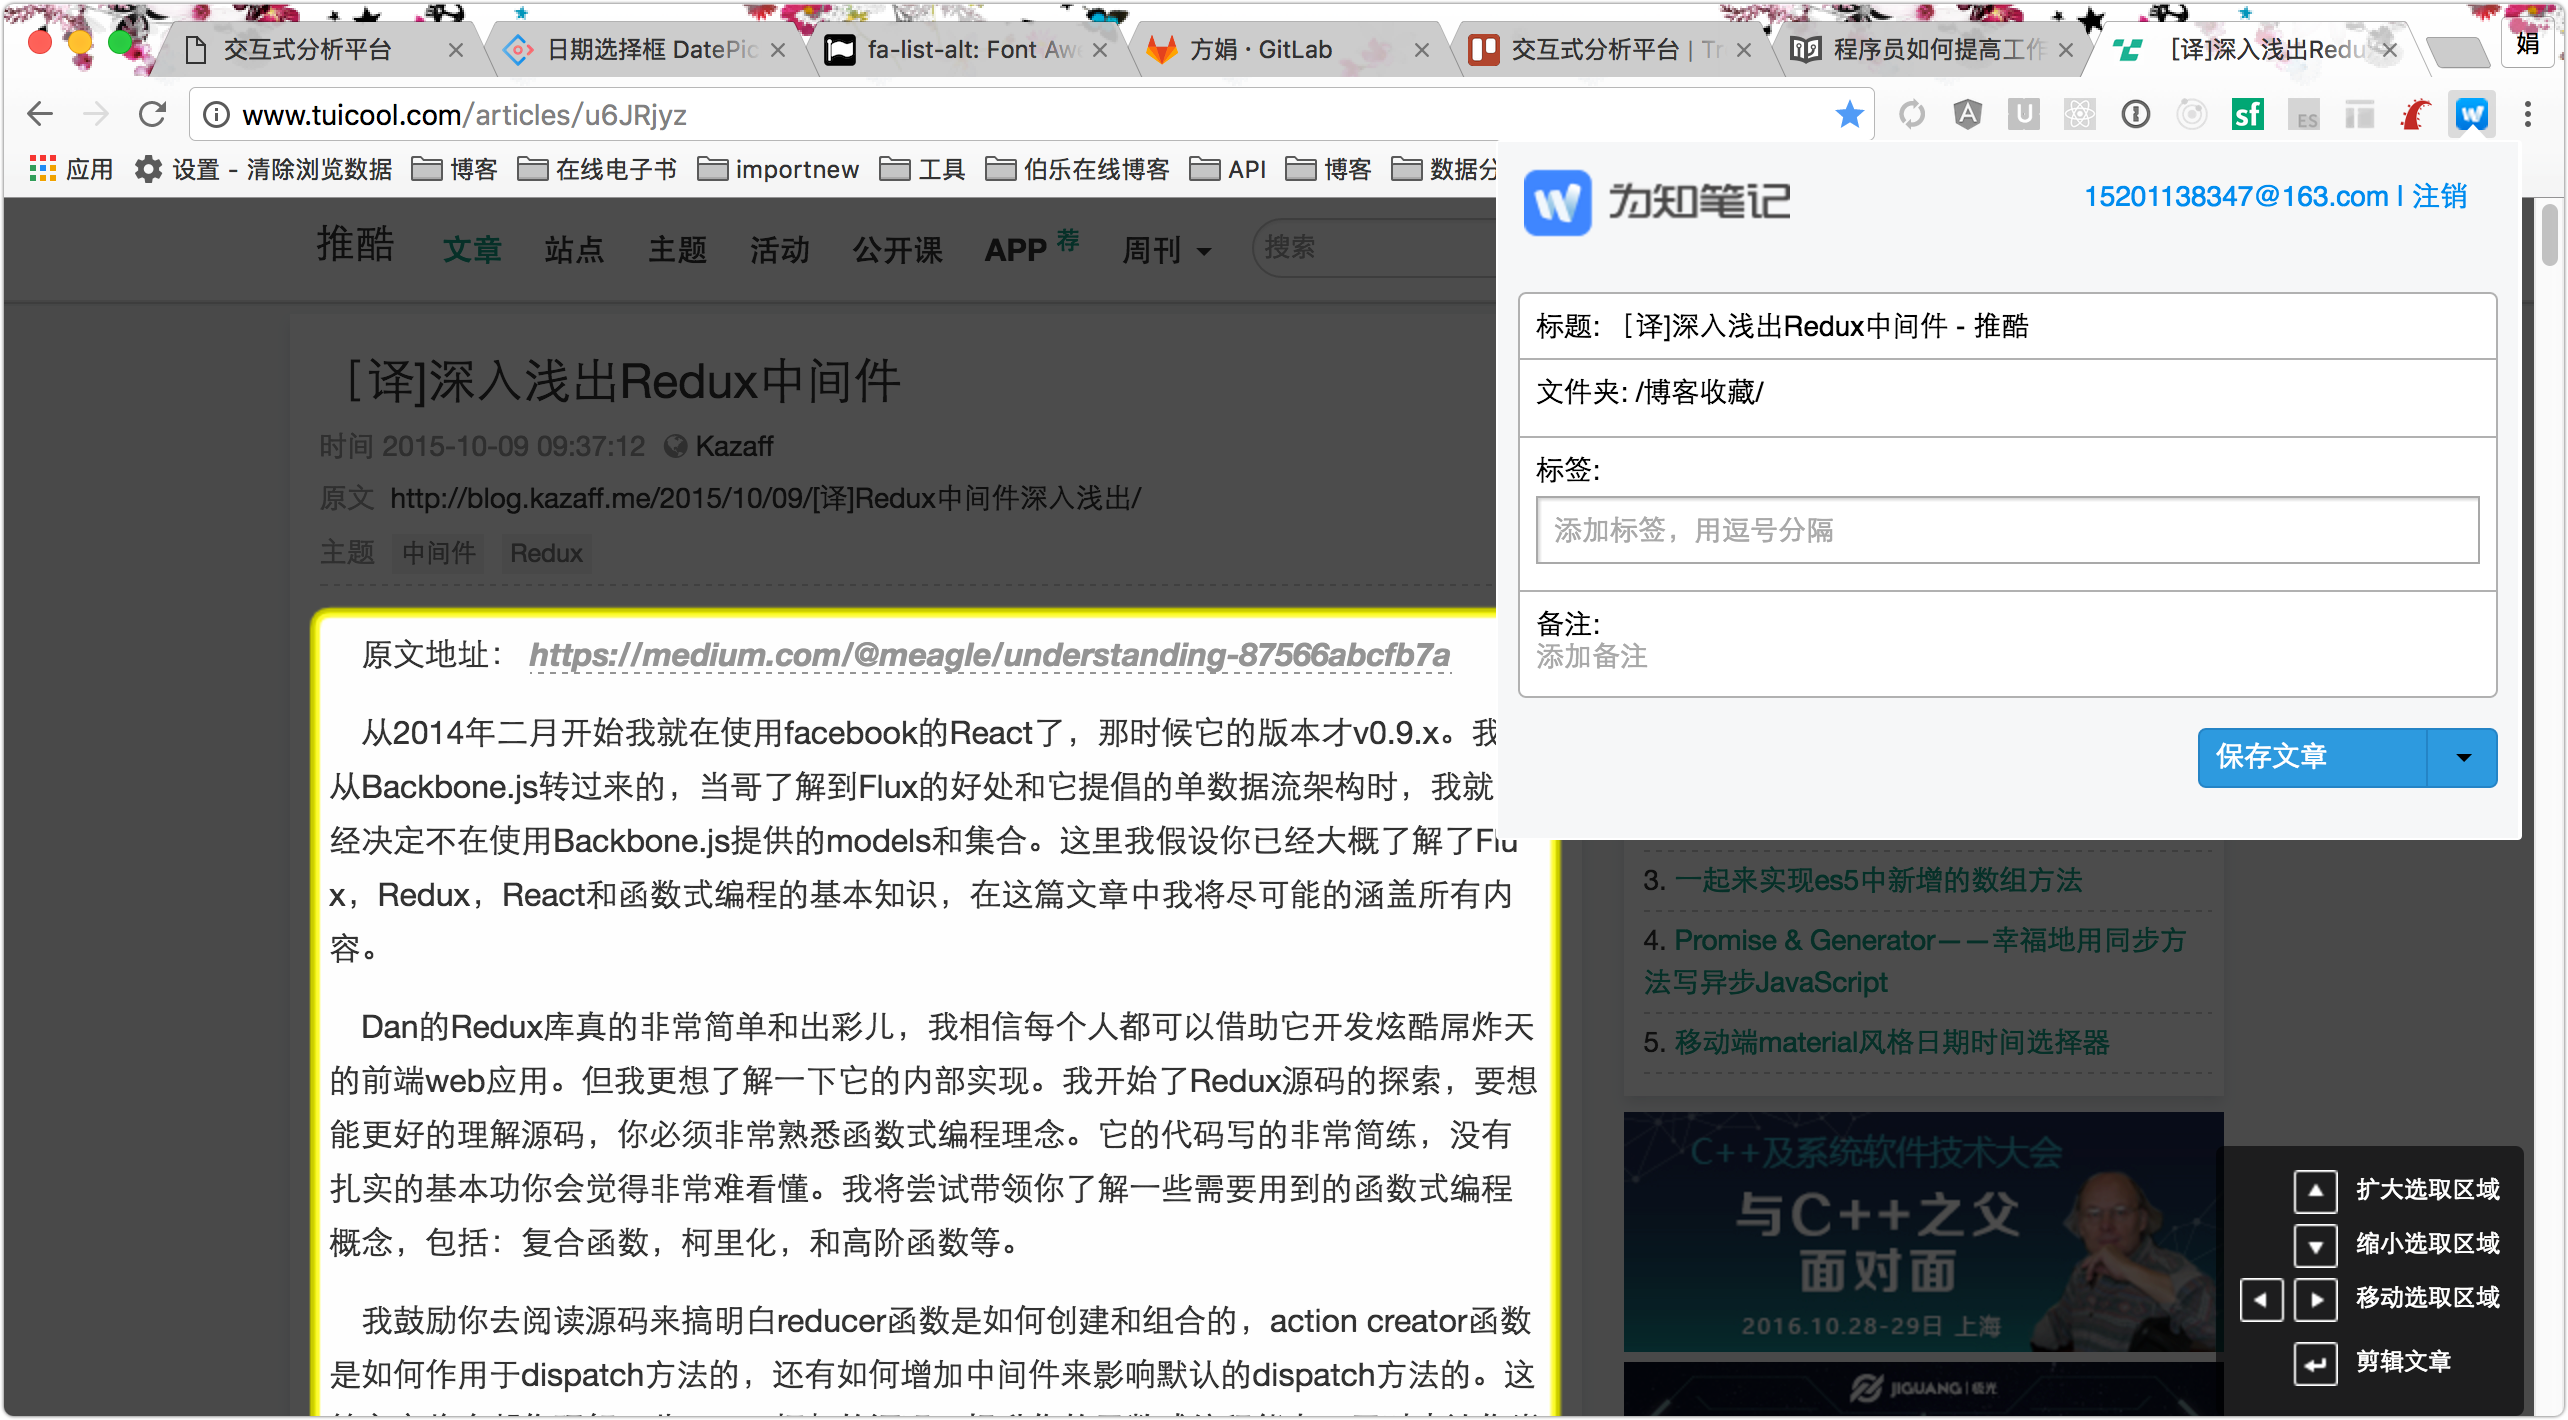 交互式分析平台
日期选择框 DatePic
fa-list-alt: Font Aw
方娟 · GitLab
交互式分析平台 | Tr
程序员如何提高工作
[译]深入浅出Redu
娟
www.tuicool.com/articles/u6JRjyz
应用
设置 - 清除浏览数据
博客
在线电子书
importnew
工具
伯乐在线博客
API
博客
数据分
推酷
文章
站点
主题
活动
公开课
APP 荐
周刊
搜索
[译]深入浅出Redux中间件
时间 2015-10-09 09:37:12 Kazaff
原文 http://blog.kazaff.me/2015/10/09/[译]Redux中间件深入浅出/
主题 中间件 Redux
原文地址： https://medium.com/@meagle/understanding-87566abcfb7a
从2014年二月开始我就在使用facebook的React了，那时候它的版本才v0.9.x。我
从Backbone.js转过来的，当哥了解到Flux的好处和它提倡的单数据流架构时，我就
经决定不在使用Backbone.js提供的models和集合。这里我假设你已经大概了解了Flu
x，Redux，React和函数式编程的基本知识，在这篇文章中我将尽可能的涵盖所有内
容。
Dan的Redux库真的非常简单和出彩儿，我相信每个人都可以借助它开发炫酷屌炸天
的前端web应用。但我更想了解一下它的内部实现。我开始了Redux源码的探索，要想
能更好的理解源码，你必须非常熟悉函数式编程理念。它的代码写的非常简练，没有
扎实的基本功你会觉得非常难看懂。我将尝试带领你了解一些需要用到的函数式编程
概念，包括：复合函数，柯里化，和高阶函数等。
我鼓励你去阅读源码来搞明白reducer函数是如何创建和组合的，action creator函数
是如何作用于dispatch方法的，还有如何增加中间件来影响默认的dispatch方法的。这
为知笔记
15201138347@163.com | 注销
标题: [译]深入浅出Redux中间件 - 推酷
文件夹: /博客收藏/
标签:
添加标签，用逗号分隔
备注:
添加备注
保存文章
3. 一起来实现es5中新增的数组方法
4. Promise & Generator——幸福地用同步方
法写异步JavaScript
5. 移动端material风格日期时间选择器
C++及系统软件技术大会
与C++之父
面对面
2016.10.28-29日 上海
JIGUANG | 极光
扩大选取区域
缩小选取区域
移动选取区域
剪辑文章